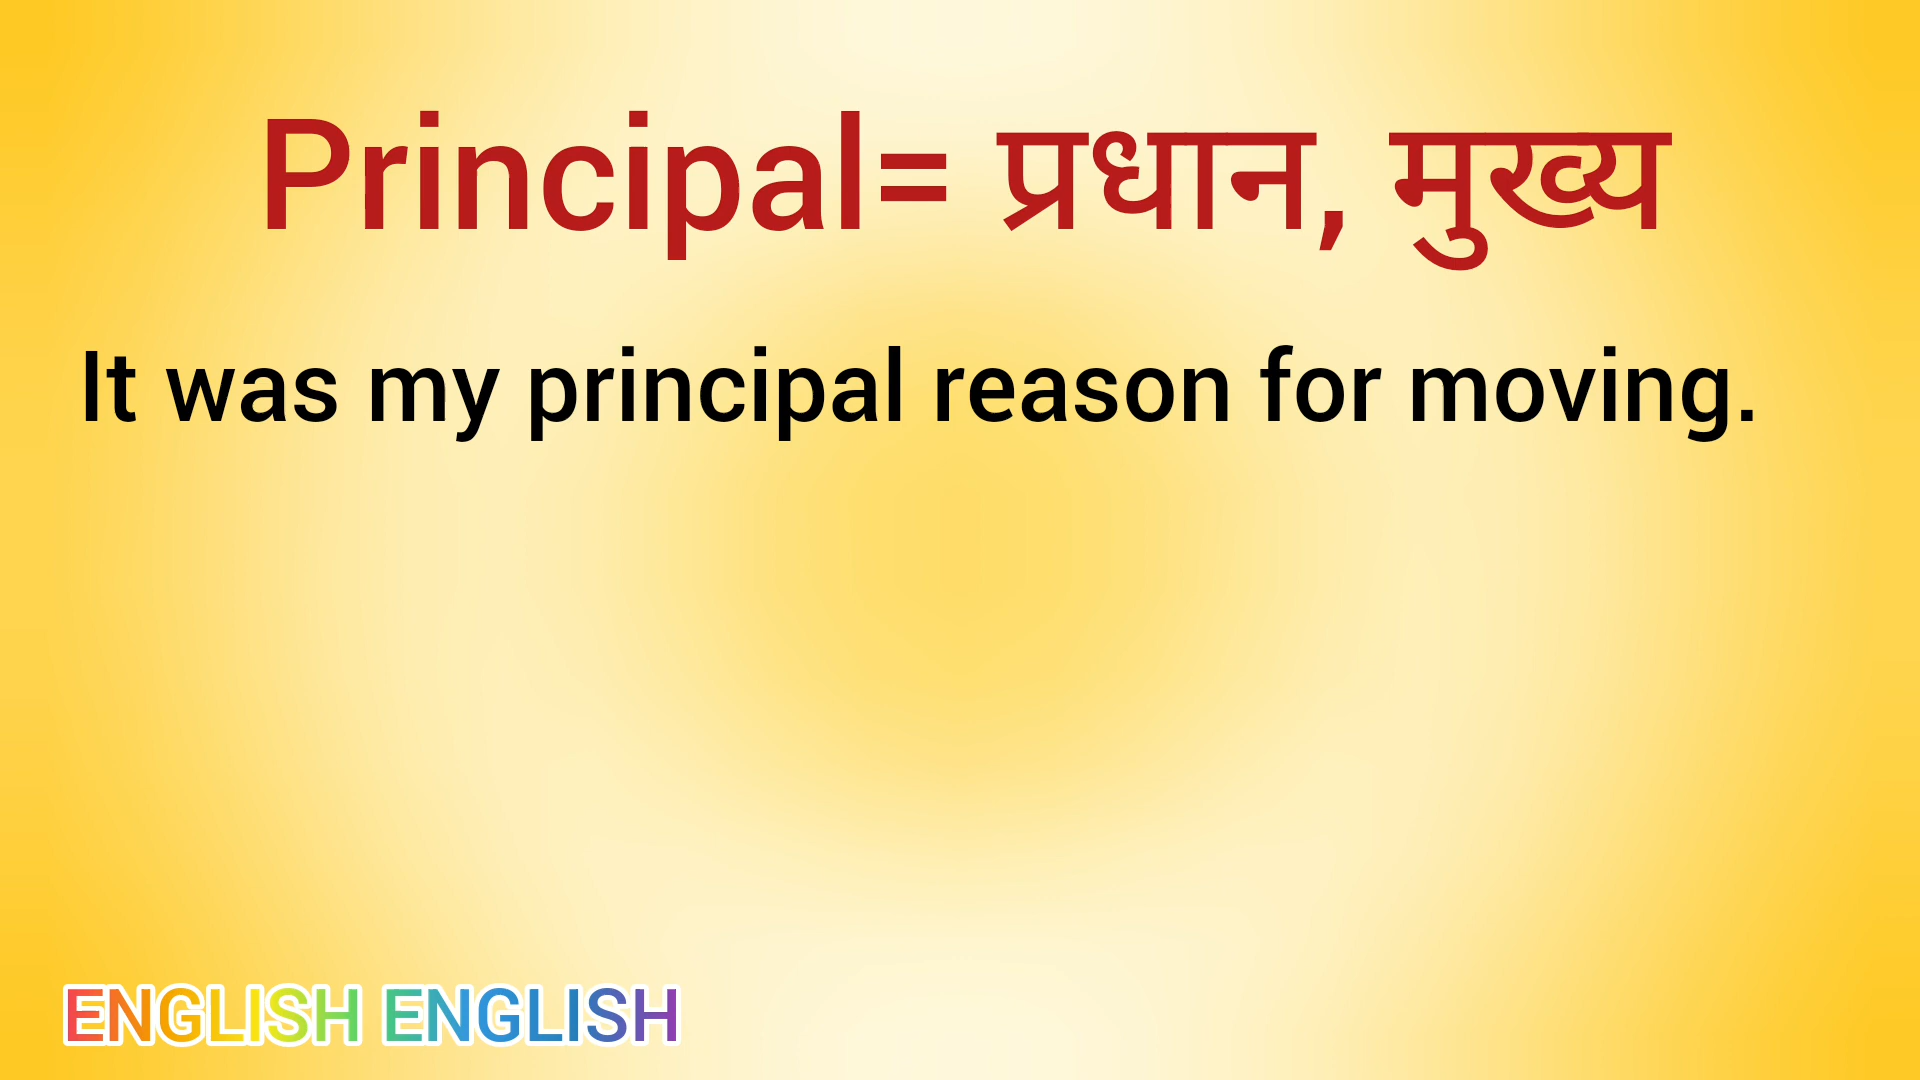 Principal= प्रधान, मुख्य
It was my principal reason for moving.
ENGLISH ENGLISH